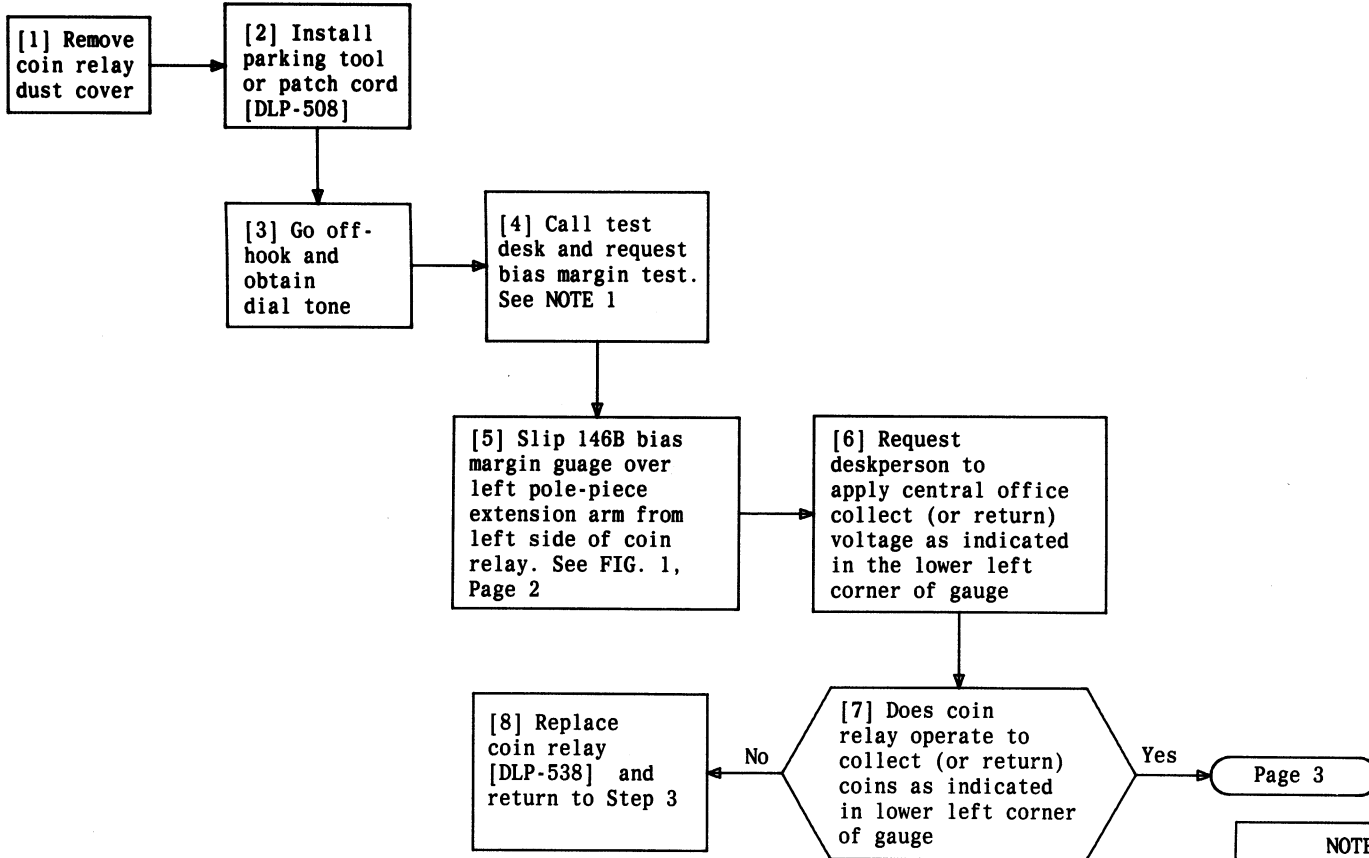 [1] Remove
coin relay
dust cover
[2] Install
parking tool
or patch cord
[DLP-508]
[3] Go off-
hook and
obtain
dial tone
[4] Call test
desk and request
bias margin test.
See NOTE 1
[5] Slip 146B bias
margin guage over
left pole-piece
extension arm from
left side of coin
relay. See FIG. 1,
Page 2
[6] Request
deskperson to
apply central office
collect (or return)
voltage as indicated
in the lower left
corner of gauge
[7] Does coin
relay operate to
collect (or return)
coins as indicated
in lower left corner
of gauge
No
Yes
[8] Replace
coin relay
[DLP-538] and
return to Step 3
Page 3
NOTE